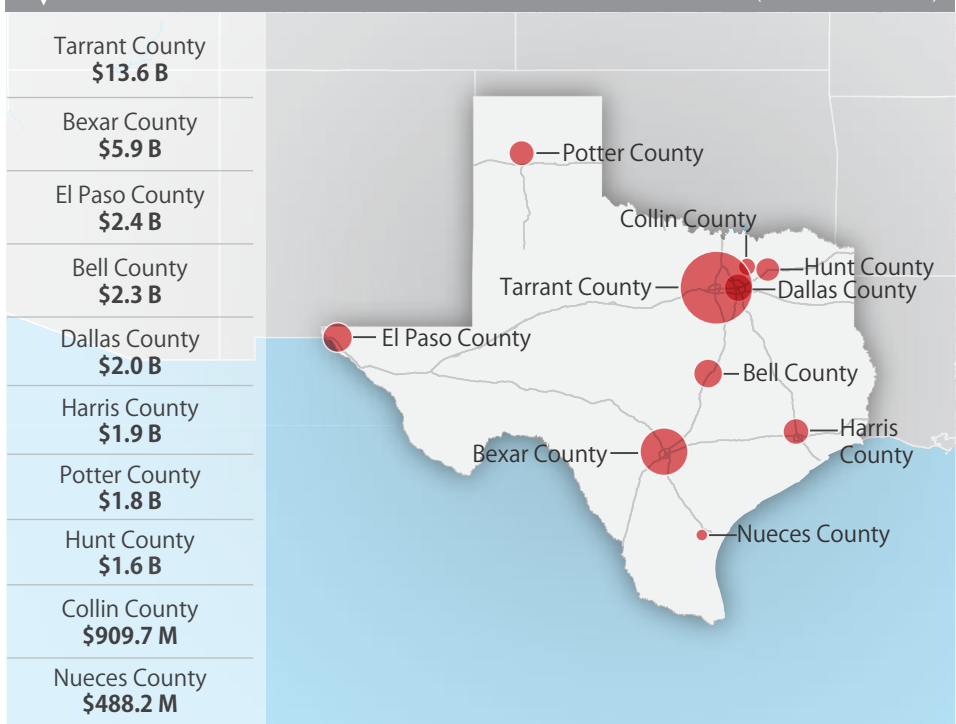 Tarrant County
$13.6 B
Bexar County
$5.9 B
El Paso County
$2.4 B
Bell County
$2.3 B
Dallas County
$2.0 B
Harris County
$1.9 B
Potter County
$1.8 B
Hunt County
$1.6 B
Collin County
$909.7 M
Nueces County
$488.2 M
Potter County
Collin County
Hunt County
Tarrant County
Dallas County
El Paso County
Bell County
Harris
County
Bexar County
Nueces County